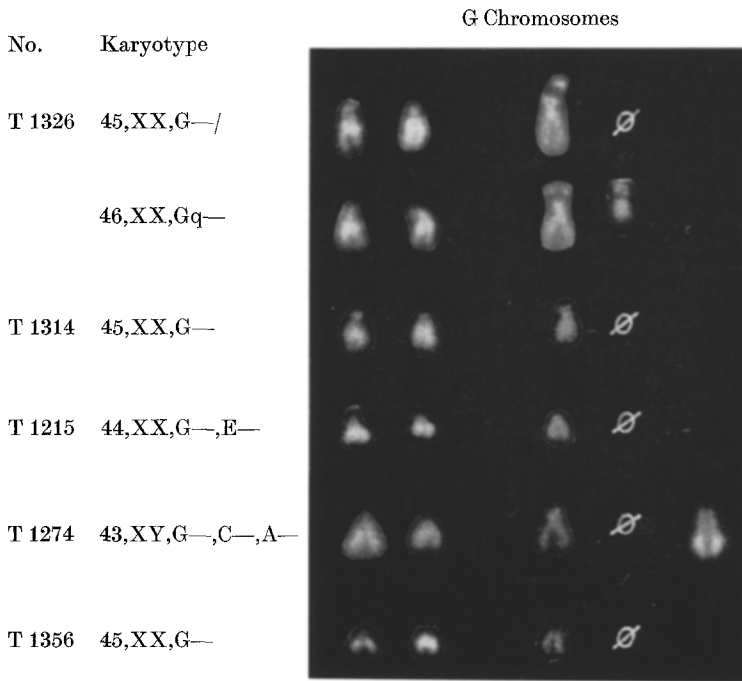 G Chromosomes
No. Karyotype
T 1326 45,XX,G—/ ∅
46,XX,Gq—
T 1314 45,XX,G— ∅
T 1215 44,XX,G—,E— ∅
T 1274 43,XY,G—,C—,A— ∅
T 1356 45,XX,G— ∅